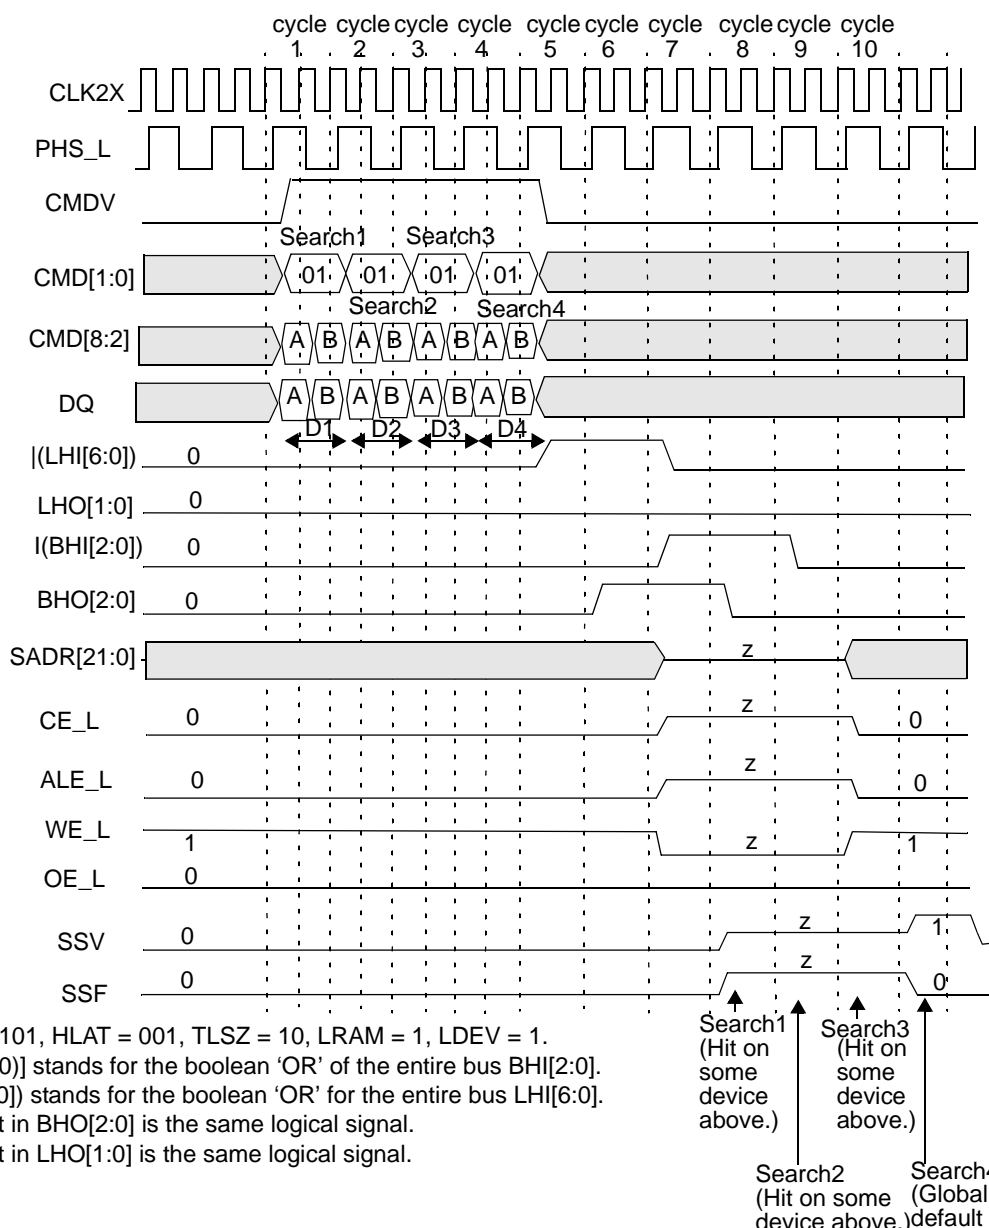 cycle cycle cycle cycle cycle cycle cycle cycle cycle cycle
1 2 3 4 5 6 7 8 9 10
CLK2X
PHS_L
CMDV
Search1 Search3
CMD[1:0] 01 01 01 01
Search2 Search4
CMD[8:2] A B A B A B A B
DQ A B A B A B A B
D1 D2 D3 D4
|(LHI[6:0]) 0
LHO[1:0] 0
I(BHI[2:0]) 0
BHO[2:0] 0
SADR[21:0] z
CE_L 0 z 0
ALE_L 0 z 0
WE_L 1 z 1
OE_L 0
SSV 0 z 1
SSF 0 z 0
101, HLAT = 001, TLSZ = 10, LRAM = 1, LDEV = 1.
0)] stands for the boolean ‘OR’ of the entire bus BHI[2:0].
0]) stands for the boolean ‘OR’ for the entire bus LHI[6:0].
t in BHO[2:0] is the same logical signal.
t in LHO[1:0] is the same logical signal.
Search1
(Hit on
some
device
above.)
Search3
(Hit on
some
device
above.)
Search2
(Hit on some
device above.)
Search4
(Global
default